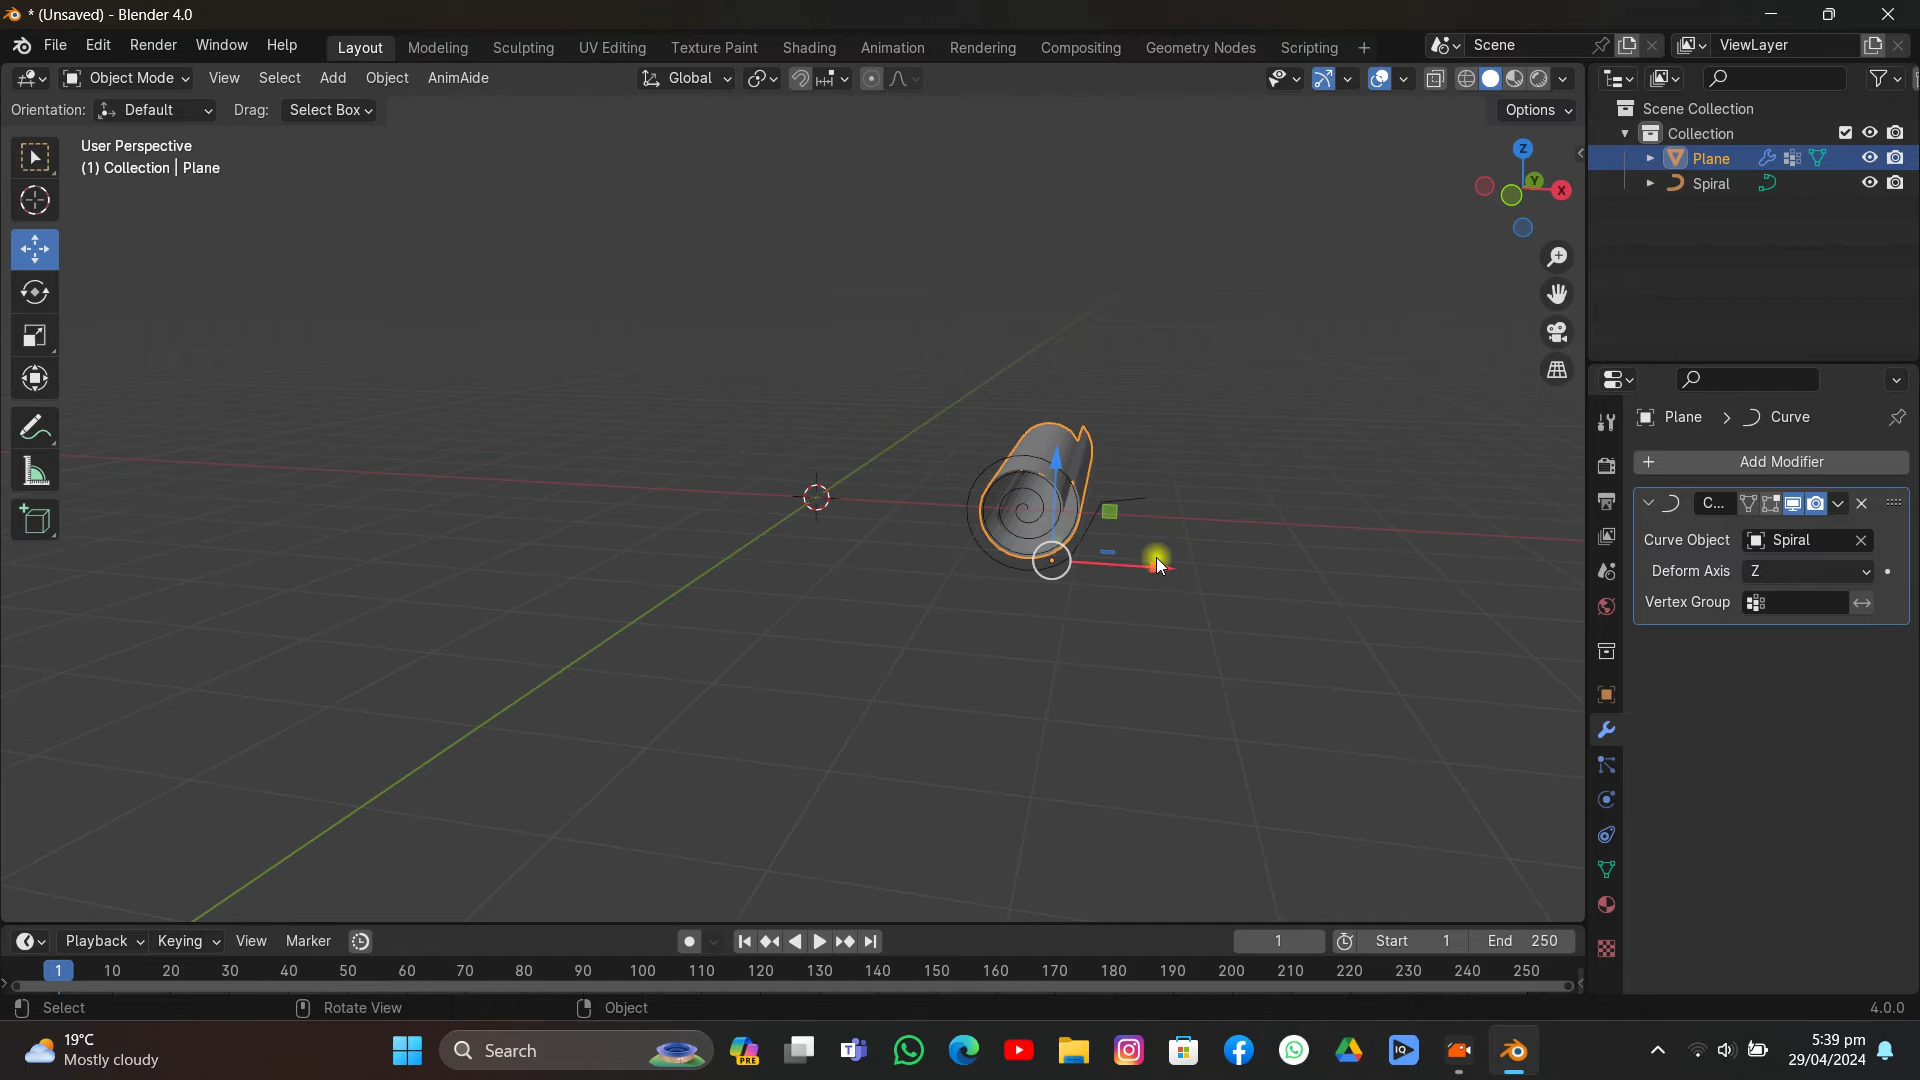 * (Unsaved) - Blender 4.0
File Edit Render Window Help Layout Modeling Sculpting UV Editing Texture Paint Shading Animation Rendering Compositing Geometry Nodes Scripting + Scene ViewLayer
Object Mode View Select Add Object AnimAide Global
Orientation: Default Drag: Select Box Options
User Perspective
(1) Collection | Plane
Z
Y
X
Scene Collection
Collection
Plane
Spiral
Plane > Curve
+ Add Modifier
C...
Curve Object Spiral
Deform Axis Z
Vertex Group
Playback Keying View Marker 1 Start 1 End 250
1 10 20 30 40 50 60 70 80 90 100 110 120 130 140 150 160 170 180 190 200 210 220 230 240 250
Select Rotate View Object 4.0.0
19°C
Mostly cloudy
Search
PRE
IQ
5:39 pm
29/04/2024